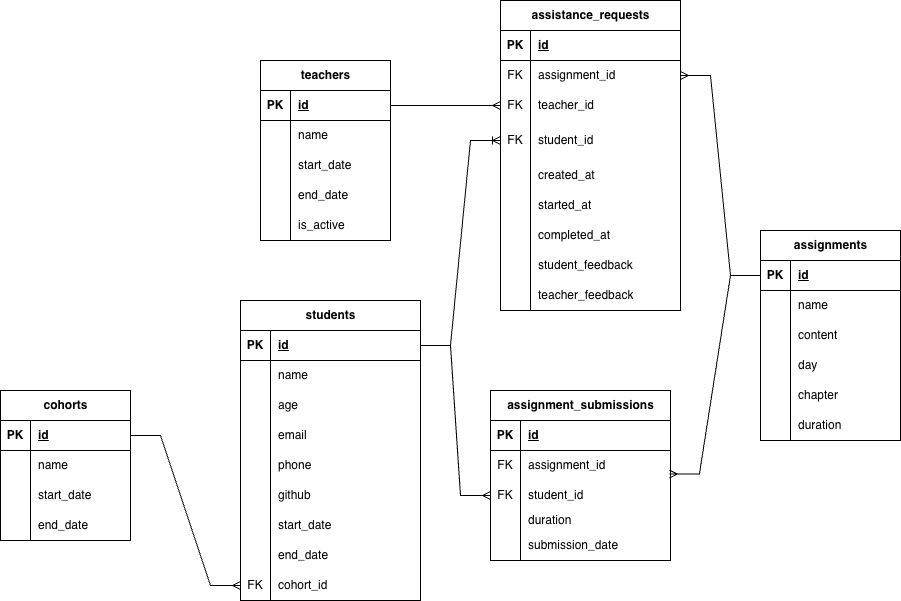 assistance_requests
PK id
FK assignment_id
FK teacher_id
FK student_id
created_at
started_at
completed_at
student_feedback
teacher_feedback
teachers
PK id
name
start_date
end_date
is_active
assignments
PK id
name
content
day
chapter
duration
students
PK id
name
age
email
phone
github
start_date
end_date
FK cohort_id
cohorts
PK id
name
start_date
end_date
assignment_submissions
PK id
FK assignment_id
FK student_id
duration
submission_date